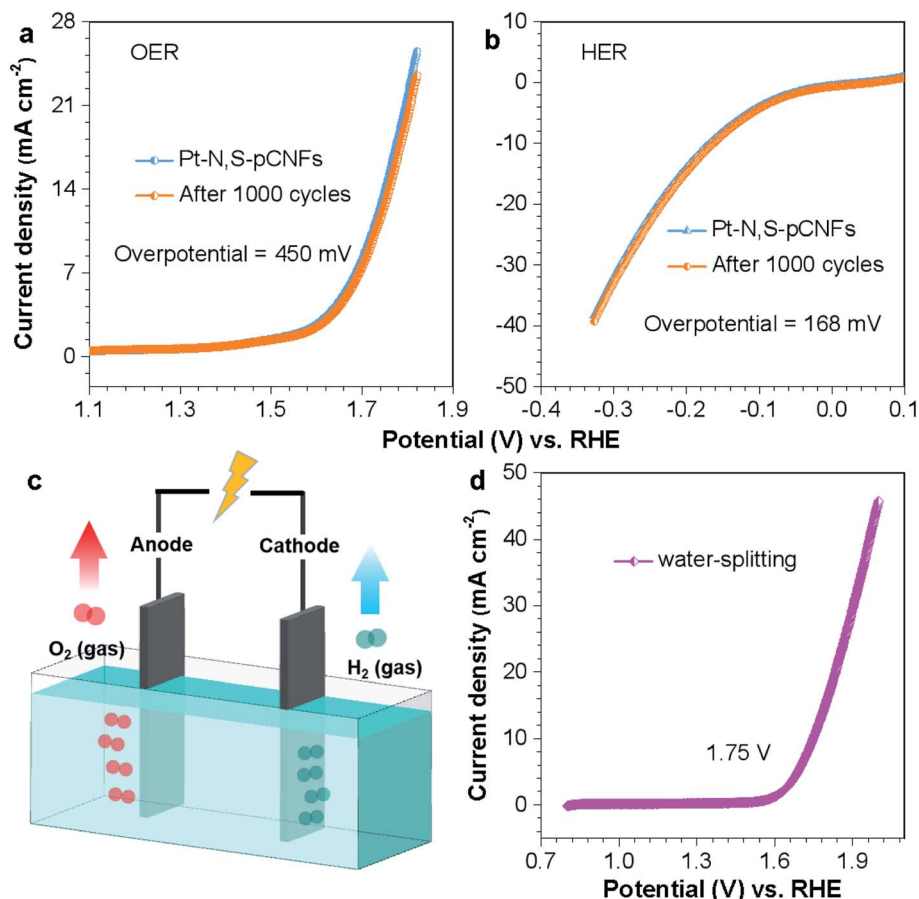 a
OER
28
21
14
7
0
Current density (mA cm⁻²)
Pt-N,S-pCNFs
After 1000 cycles
Overpotential = 450 mV
1.1 1.3 1.5 1.7 1.9
b
HER
10
0
-10
-20
-30
-40
-50
Pt-N,S-pCNFs
After 1000 cycles
Overpotential = 168 mV
-0.4 -0.3 -0.2 -0.1 0.0 0.1
Potential (V) vs. RHE
c
Anode
Cathode
O₂ (gas)
H₂ (gas)
d
50
40
30
20
10
0
Current density (mA cm⁻²)
water-splitting
1.75 V
0.7 1.0 1.3 1.6 1.9
Potential (V) vs. RHE